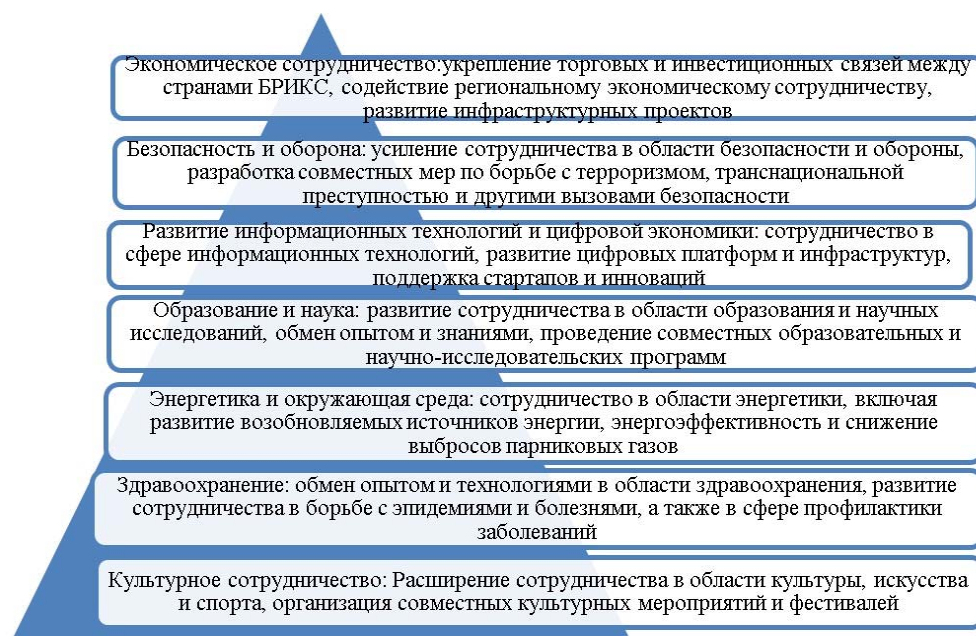 Экономическое сотрудничество:укрепление торговых и инвестиционных связей между
странами БРИКС, содействие региональному экономическому сотрудничеству,
развитие инфраструктурных проектов
Безопасность и оборона: усиление сотрудничества в области безопасности и обороны,
разработка совместных мер по борьбе с терроризмом, транснациональной
преступностью и другими вызовами безопасности
Развитие информационных технологий и цифровой экономики: сотрудничество в
сфере информационных технологий, развитие цифровых платформ и инфраструктур,
поддержка стартапов и инноваций
Образование и наука: развитие сотрудничества в области образования и научных
исследований, обмен опытом и знаниями, проведение совместных образовательных и
научно-исследовательских программ
Энергетика и окружающая среда: сотрудничество в области энергетики, включая
развитие возобновляемых источников энергии, энергоэффективность и снижение
выбросов парниковых газов
Здравоохранение: обмен опытом и технологиями в области здравоохранения, развитие
сотрудничества в борьбе с эпидемиями и болезнями, а также в сфере профилактики
заболеваний
Культурное сотрудничество: Расширение сотрудничества в области культуры, искусства
и спорта, организация совместных культурных мероприятий и фестивалей